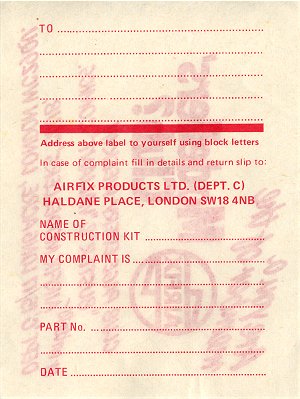 TO
Address above label to yourself using block letters
In case of complaint fill in details and return slip to:
AIRFIX PRODUCTS LTD. (DEPT. C)
HALDANE PLACE, LONDON SW18 4NB
NAME OF
CONSTRUCTION KIT
MY COMPLAINT IS
PART No.
DATE